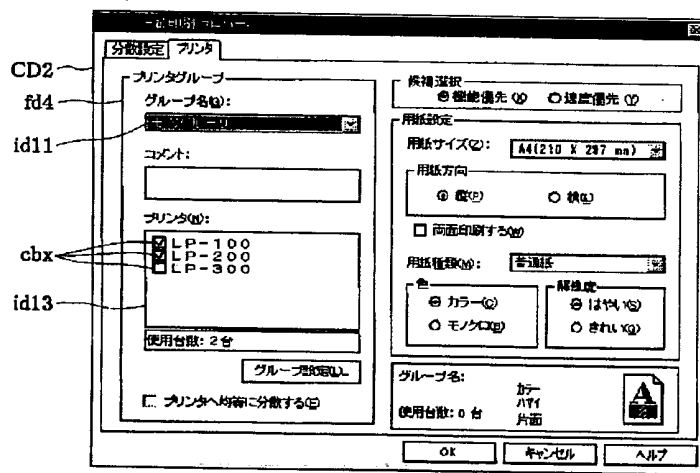 分散設定 プリンタ
CD2
fd4
id11
cbx
id13
プリンタグループ
グループ名(G):
コメント:
プリンタ(N):
LP-100
LP-200
LP-300
使用台数: 2台
グループ設定(L)...
プリンタへ均等に分散する(E)
候補選択
機能優先(X) 速度優先(Y)
用紙設定
用紙サイズ(Z): A4(210 X 297 mm)
用紙方向
縦(P) 横(L)
両面印刷する(W)
用紙種類(M): 普通紙
色
カラー(C)
モノクロ(B)
解像度
はやい(S)
きれい(Q)
グループ名:
使用台数: 0 台
カラー
ハヤイ
片面
OK キャンセル ヘルプ